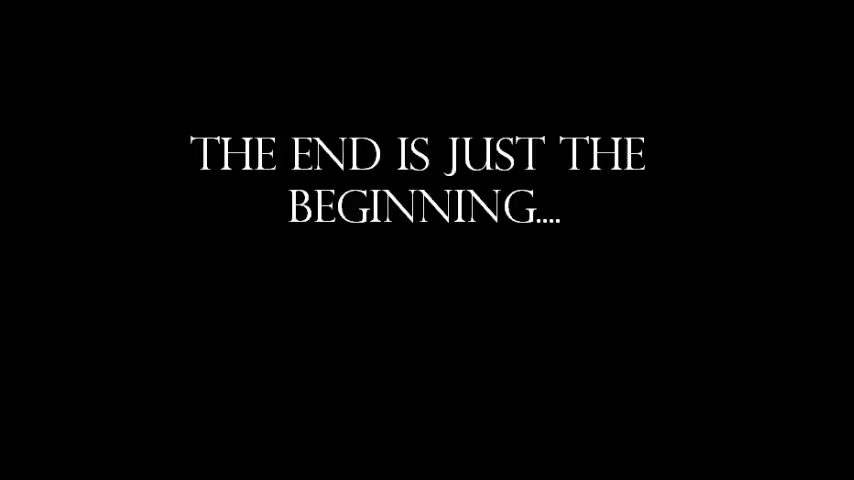 THE END IS JUST THE
BEGINNING....